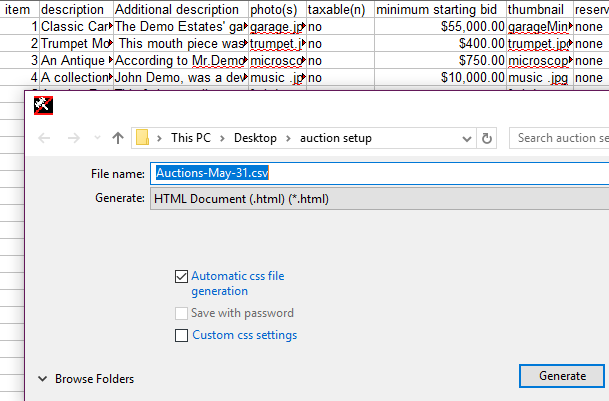 item description Additional description photo(s) taxable(n) minimum starting bid thumbnail reserv
1 Classic Car The Demo Estates' ga garage.jp no $55,000.00 garageMin none
2 Trumpet Mo This mouth piece was trumpet.j no $400.00 trumpet.jpg none
3 An Antique According to Mr.Demo microsco no $750.00 microscop none
4 A collection John Demo, was a dev music .jp no $10,000.00 music .jpg none
This PC > Desktop > auction setup
Search auction se
File name: Auctions-May-31.csv
Generate: HTML Document (.html) (*.html)
Automatic css file
generation
Save with password
Custom css settings
Browse Folders
Generate